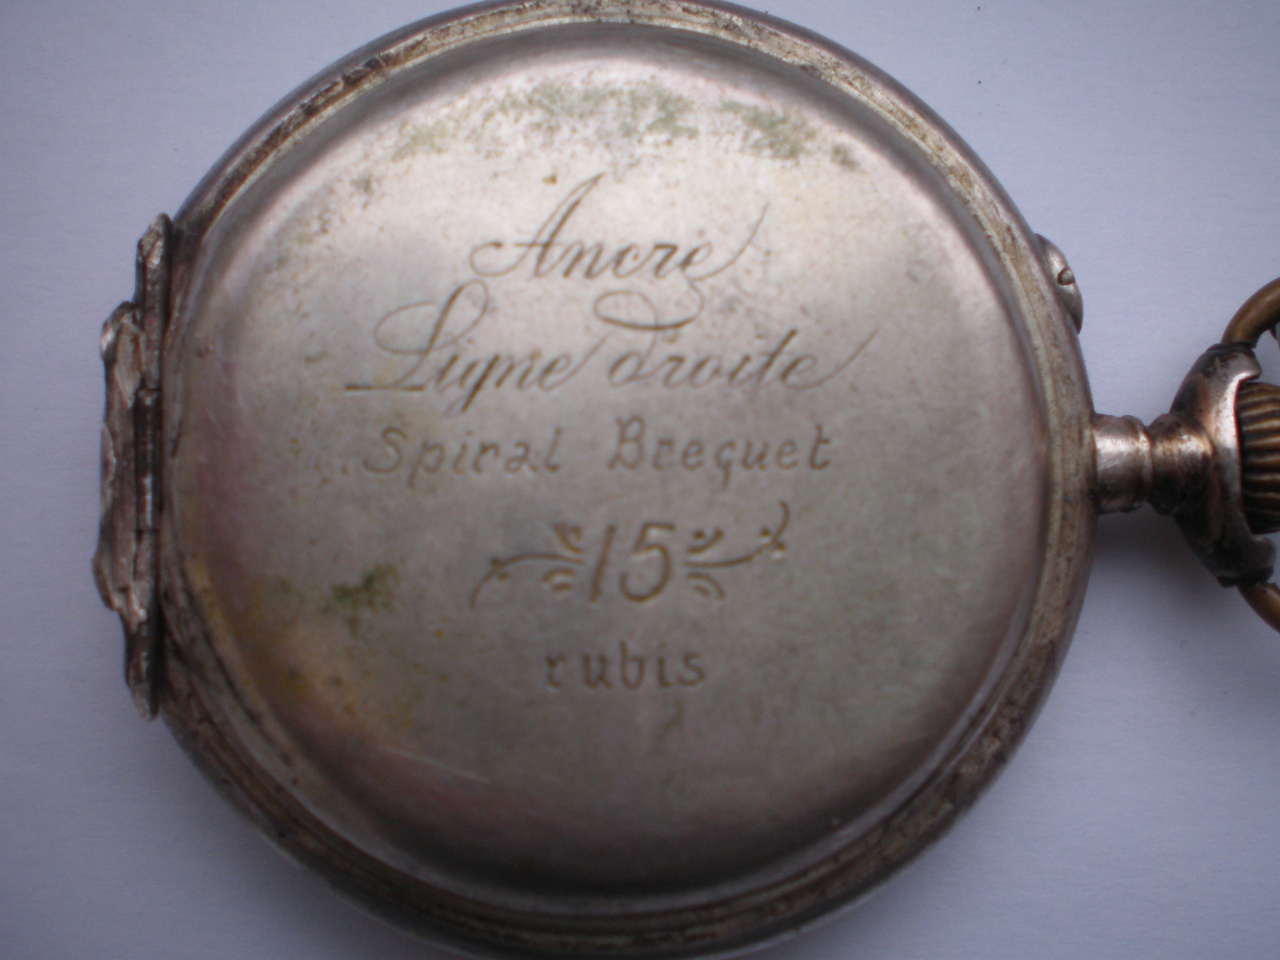 Ancre
Ligne droite
Spiral Breguet
15
rubis